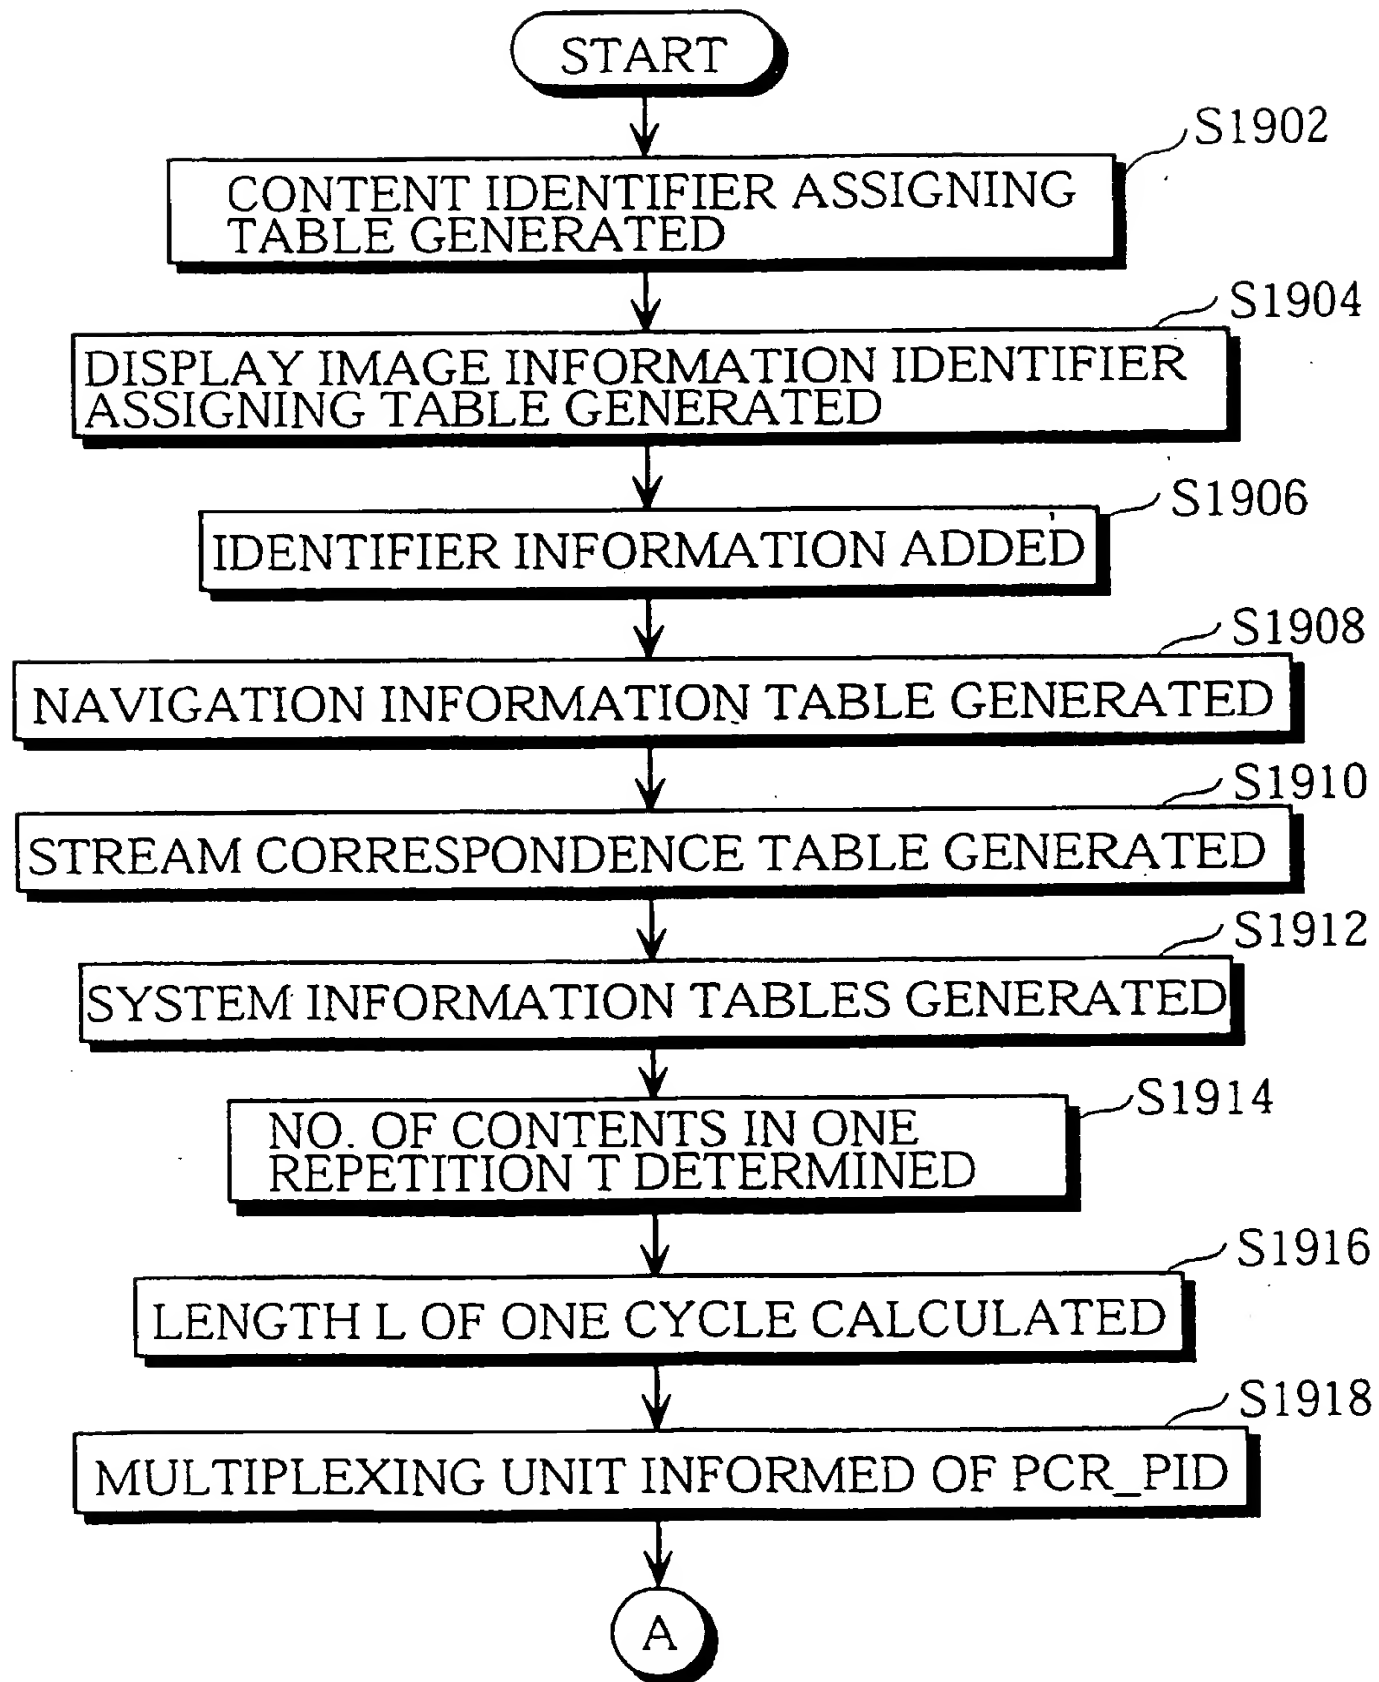 START
S1902
CONTENT IDENTIFIER ASSIGNING
TABLE GENERATED
S1904
DISPLAY IMAGE INFORMATION IDENTIFIER
ASSIGNING TABLE GENERATED
S1906
IDENTIFIER INFORMATION ADDED
S1908
NAVIGATION INFORMATION TABLE GENERATED
S1910
STREAM CORRESPONDENCE TABLE GENERATED
S1912
SYSTEM INFORMATION TABLES GENERATED
S1914
NO. OF CONTENTS IN ONE
REPETITION T DETERMINED
S1916
LENGTH L OF ONE CYCLE CALCULATED
S1918
MULTIPLEXING UNIT INFORMED OF PCR_PID
A